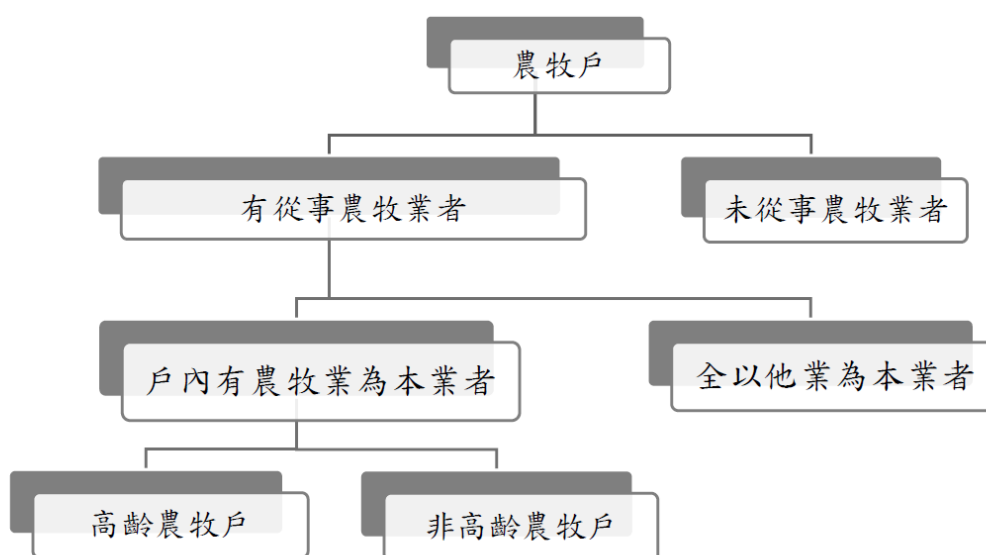 農牧戶
有從事農牧業者
未從事農牧業者
戶內有農牧業為本業者
全以他業為本業者
高齡農牧戶
非高齡農牧戶